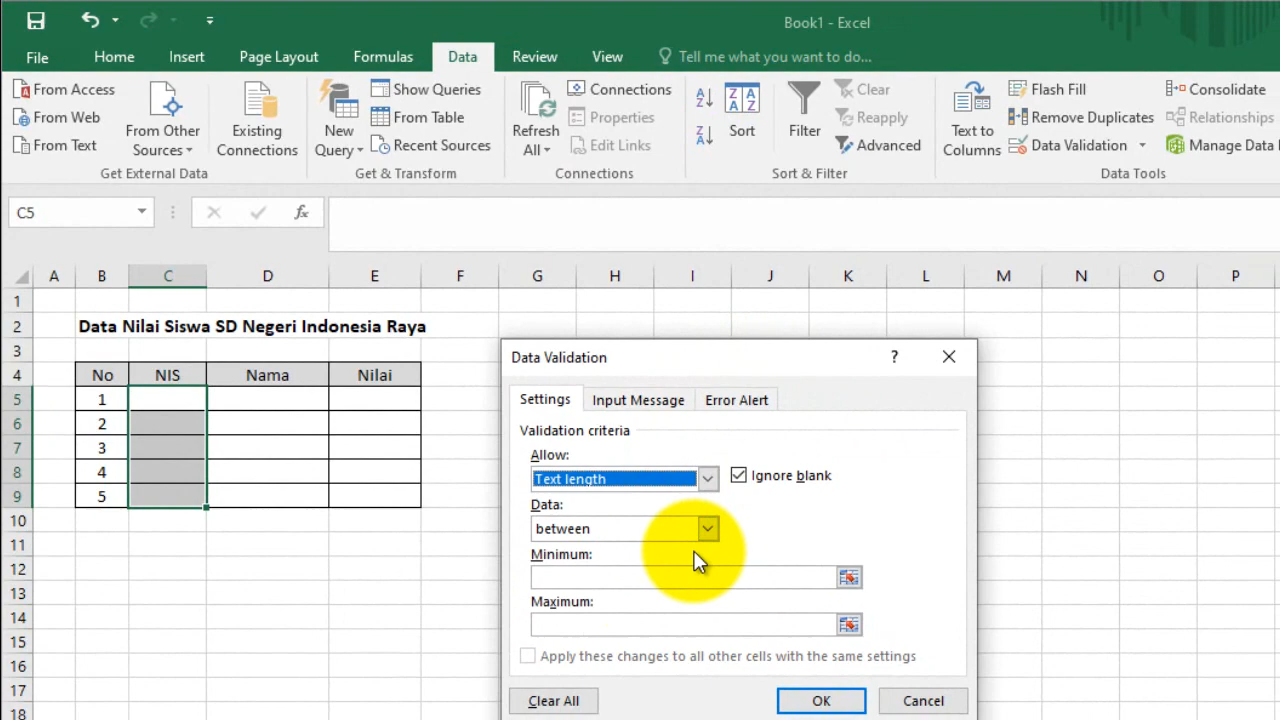 Book1 - Excel
File Home Insert Page Layout Formulas Data Review View Tell me what you want to do...
From Access
From Web
From Text
From Other Sources
Existing Connections
Get External Data
New Query
Show Queries
From Table
Recent Sources
Get & Transform
Refresh All
Connections
Properties
Edit Links
Connections
Sort
Filter
Clear
Reapply
Advanced
Sort & Filter
Text to Columns
Flash Fill
Remove Duplicates
Data Validation
Consolidate
Relationships
Manage Data
Data Tools
C5
fx
A B C D E F G H I J K L M N O P
1
2 Data Nilai Siswa SD Negeri Indonesia Raya
3
4 No NIS Nama Nilai
5 1
6 2
7 3
8 4
9 5
10
11
12
13
14
15
16
17
18
Data Validation ?
Settings Input Message Error Alert
Validation criteria
Allow:
Text length Ignore blank
Data:
between
Minimum:
Maximum:
Apply these changes to all other cells with the same settings
Clear All OK Cancel